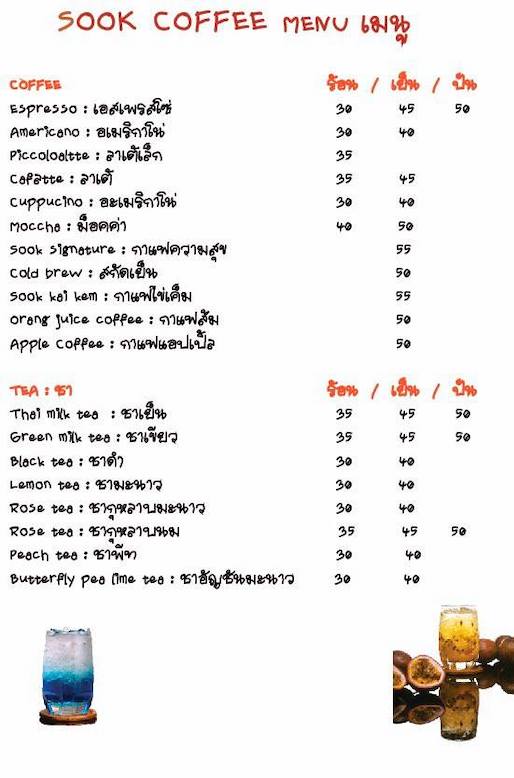 SOOK COFFEE MENU เมนู
COFFEE ร้อน / เย็น / ปั่น
Espresso : เอสเพรสโซ่ 30 45 50
Americano : อเมริกาโน่ 30 40
Piccoloaltte : ลาเต้เล็ก 35
Cafatte : ลาเต้ 35 45
Cuppucino : อะเมริกาโน่ 30 40
Moccha : ม็อคค่า 40 50
Sook Signature : กาแฟความสุข 55
Cold brew : สกัดเย็น 50
Sook kai kem : กาแฟไข่เค็ม 55
Orang juice coffee : กาแฟส้ม 50
Apple Coffee : กาแฟแอปเปิ้ล 50
TEA : ชา ร้อน / เย็น / ปั่น
Thai milk tea : ชาเย็น 35 45 50
Green milk tea : ชาเขียว 35 45 50
Black tea : ชาดำ 30 40
Lemon tea : ชามะนาว 30 40
Rose tea : ชากุหลาบมะนาว 30 40
Rose tea : ชากุหลาบนม 35 45 50
Peach tea : ชาพีท 30 40
Butterfly pea lime tea : ชาอัญชันมะนาว 30 40